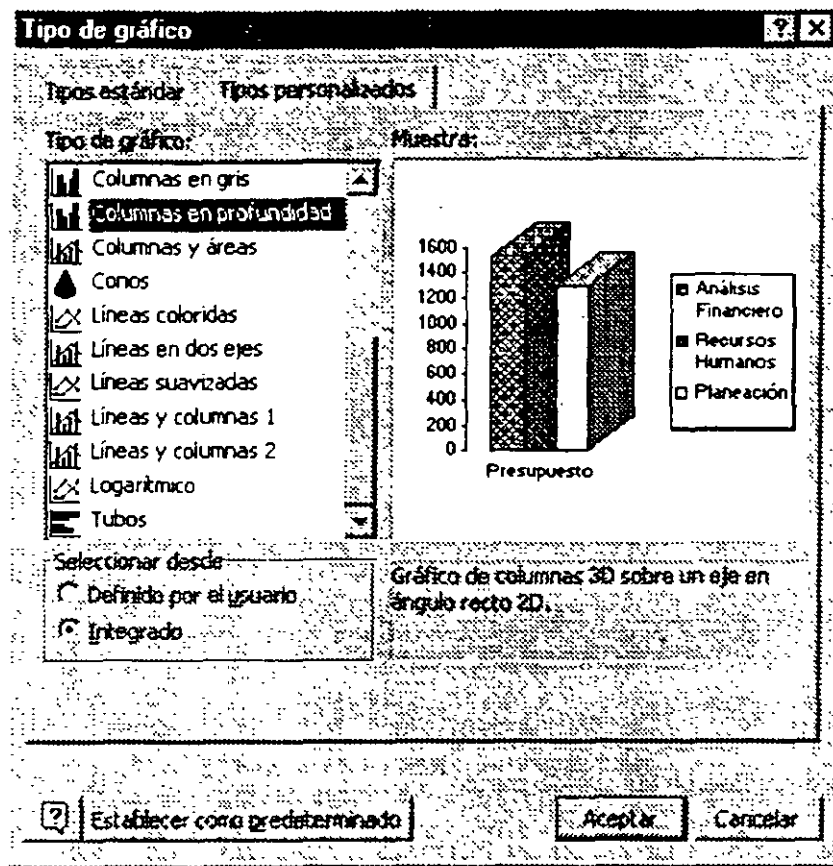 Tipo de gráfico
Tipos estándar Tipos personalizados
Tipo de gráfico:
Columnas en gris
Columnas en profundidad
Columnas y áreas
Conos
Líneas coloridas
Líneas en dos ejes
Líneas suavizadas
Líneas y columnas 1
Líneas y columnas 2
Logarítmico
Tubos
Seleccionar desde
Definido por el usuario
Integrado
Muestra:
1600
1400
1200
1000
800
600
400
200
0
Presupuesto
Análisis
Financiero
Recursos
Humanos
Planeación
Gráfico de columnas 3D sobre un eje en
ángulo recto 2D.
Establecer como predeterminado
Aceptar
Cancelar